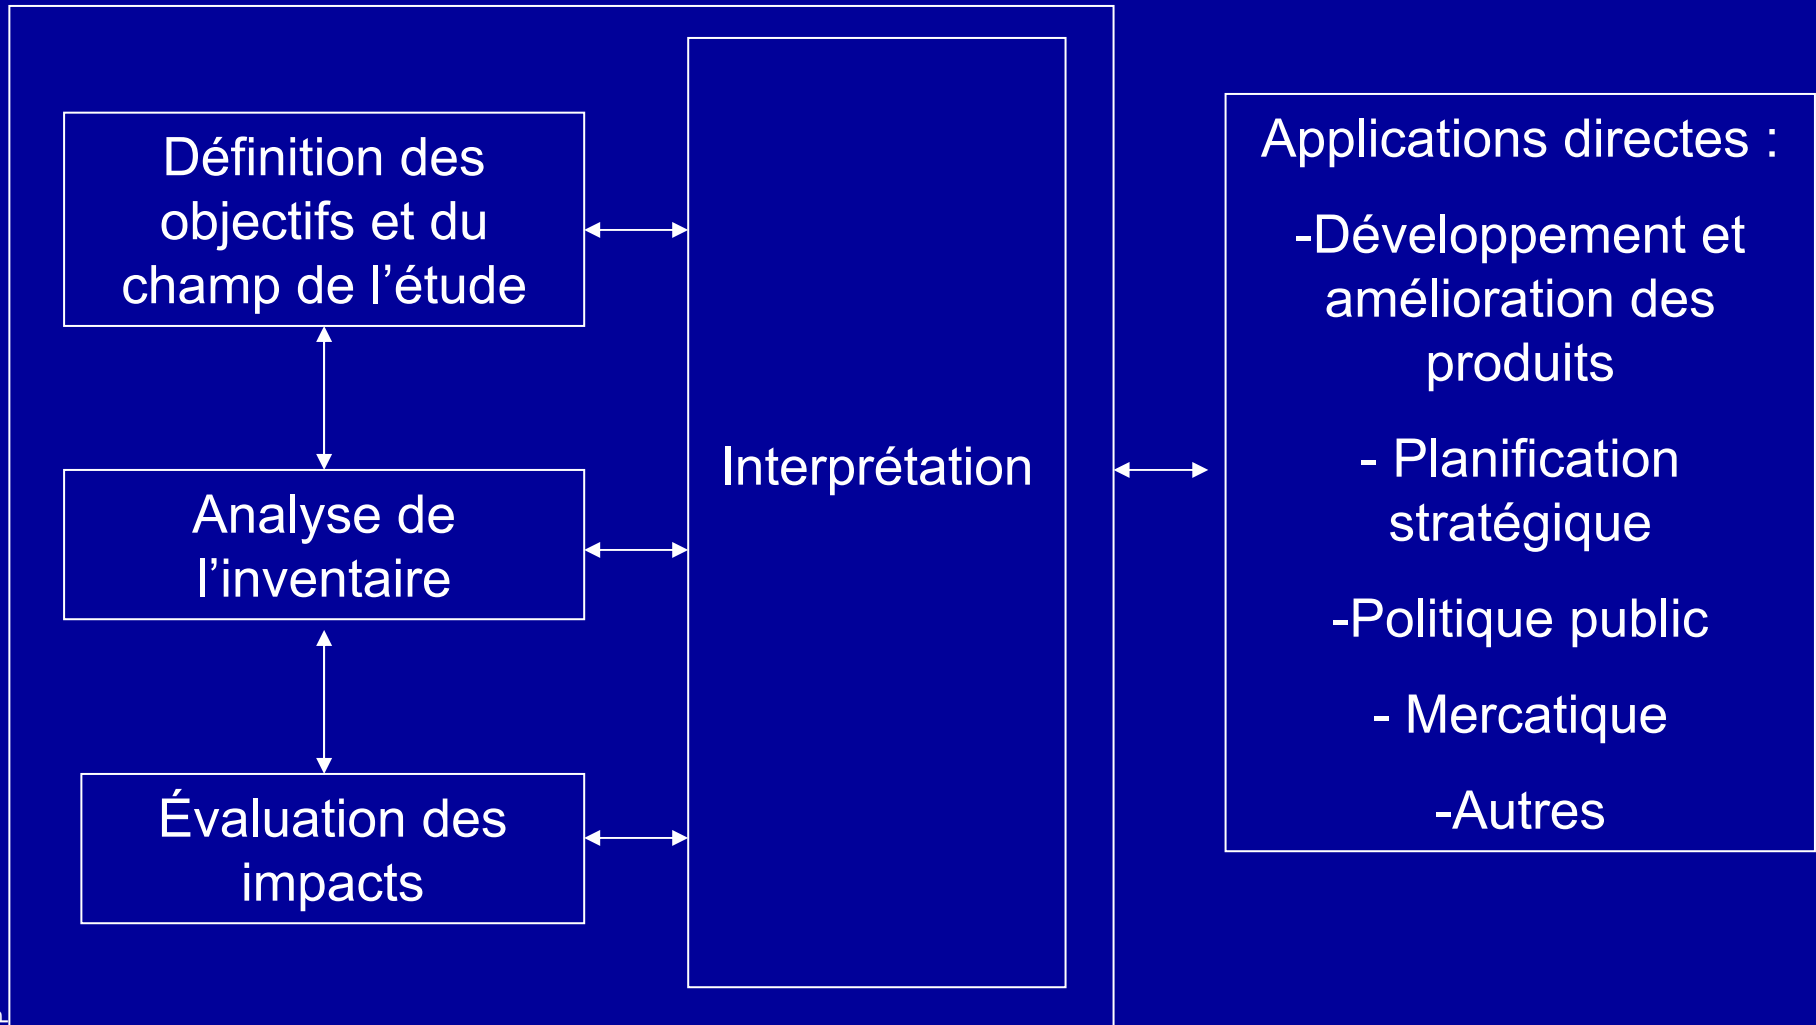 Définition des
objectifs et du
champ de l’étude
Analyse de
l’inventaire
Évaluation des
impacts
Interprétation
Applications directes :
-Développement et
amélioration des
produits
- Planification
stratégique
-Politique public
- Mercatique
-Autres